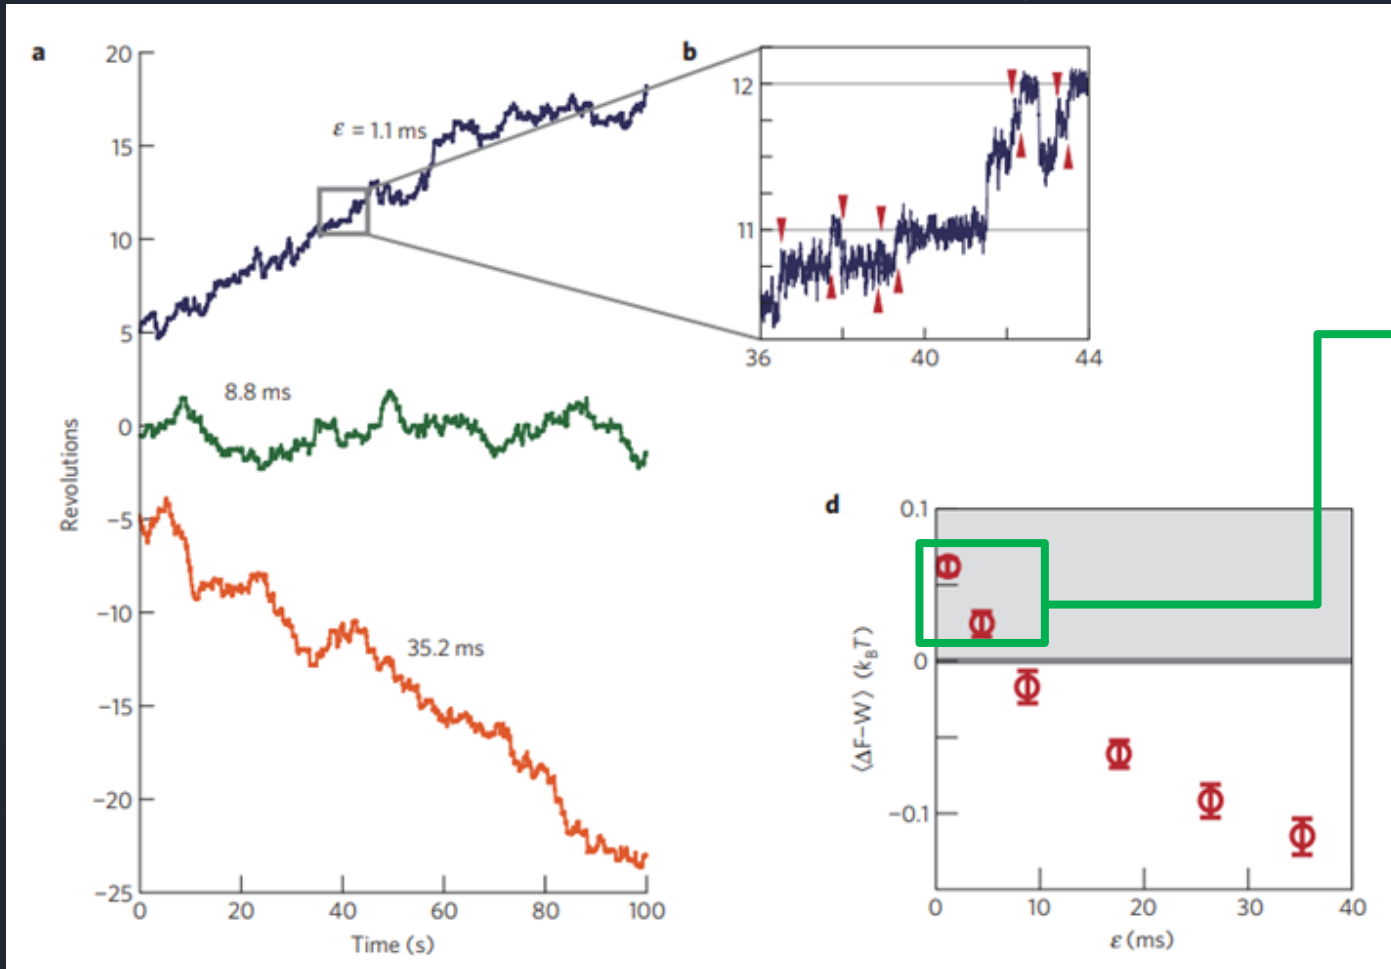 a
20
15
10
5
0
−5
−10
−15
−20
−25
Revolutions
ε = 1.1 ms
8.8 ms
35.2 ms
0 20 40 60 80 100
Time (s)
b
12
11
36 40 44
d
0.1
0
−0.1
⟨ΔF−W⟩ (k_BT)
0 10 20 30 40
ε (ms)